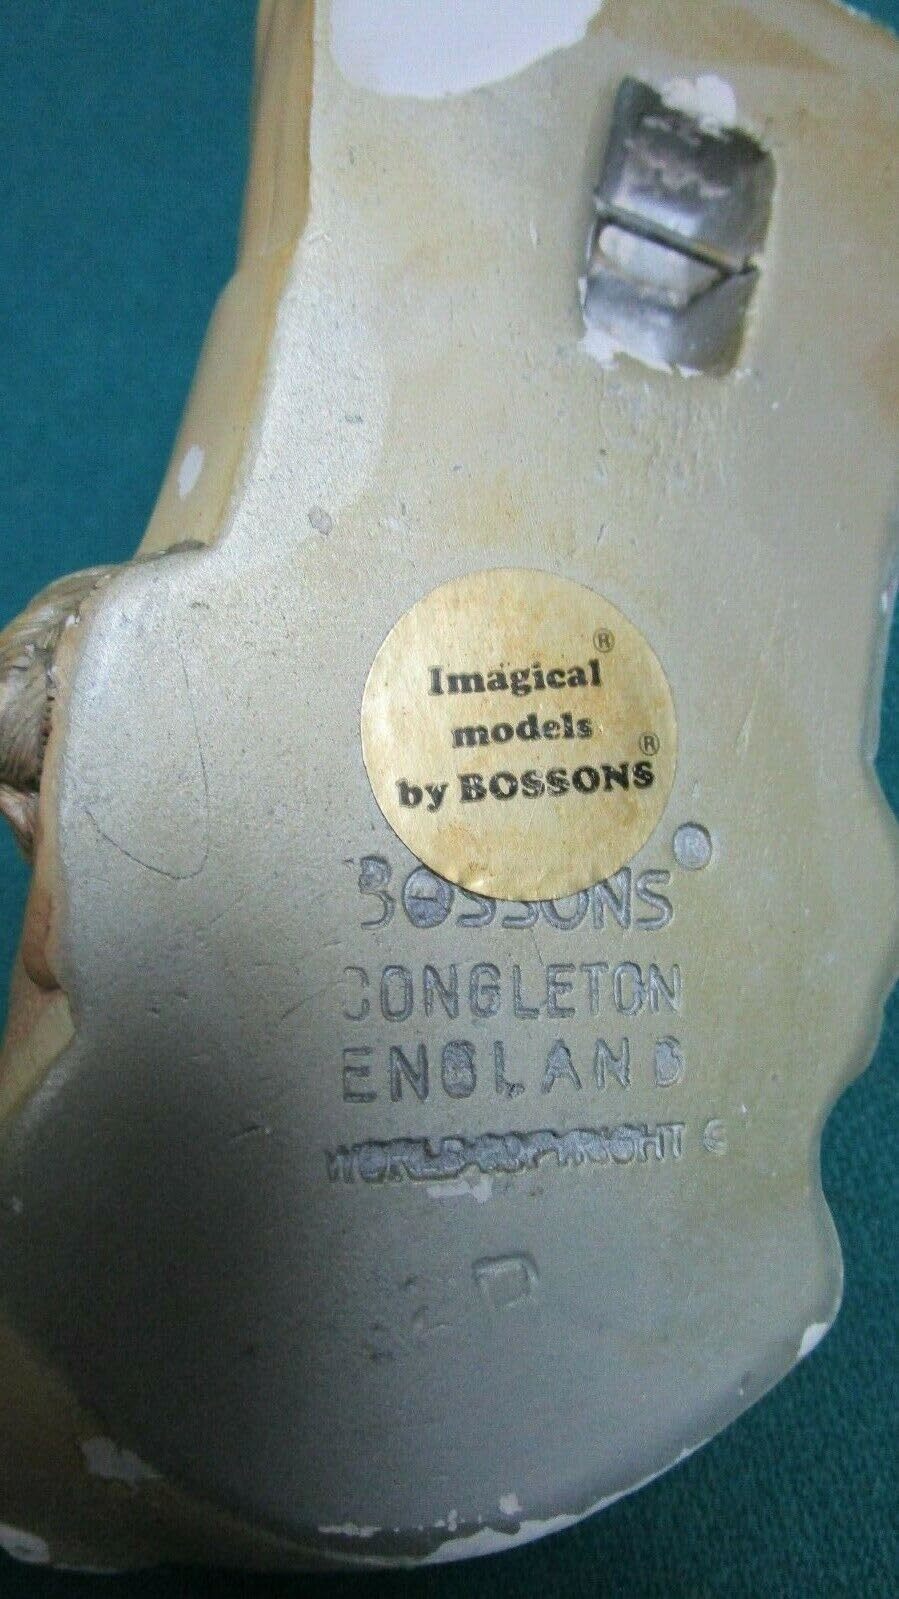 Imagical®
models
by BOSSONS®
BOSSONS®
CONGLETON
ENGLAND
WORLD COPYRIGHT ©